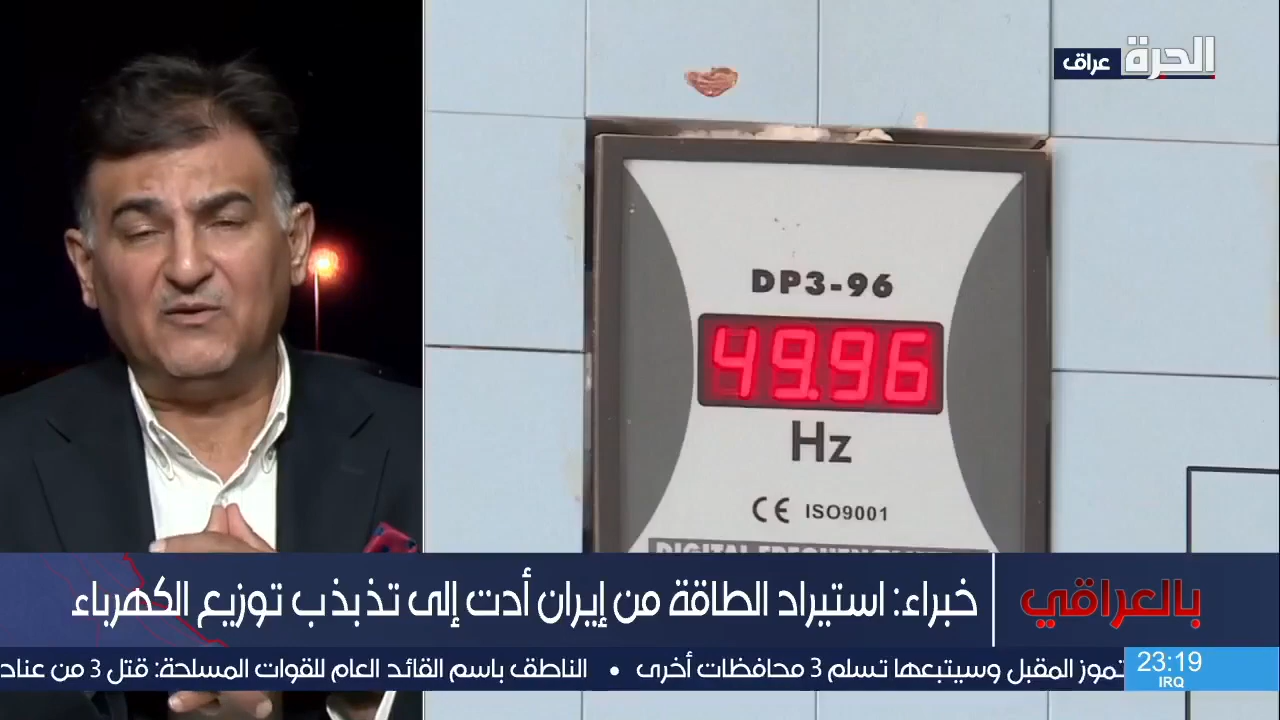 الحرة
عراق
DP3-96
49.96
Hz
CE ISO9001
بالعراقي
خبراء: استيراد الطاقة من إيران أدت إلى تذبذب توزيع الكهرباء
23:19
IRQ
تموز المقبل وسيتبعها تسلم 3 محافظات أخرى • الناطق باسم القائد العام للقوات المسلحة: قتل 3 من عناد